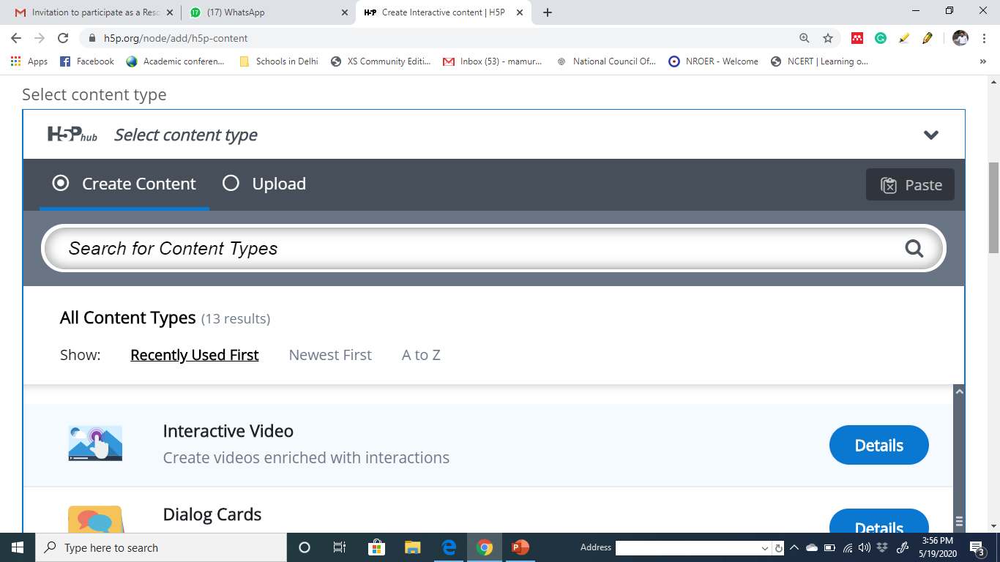 Invitation to participate as a Reso
17 (17) WhatsApp
H5P Create Interactive content | H5P
h5p.org/node/add/h5p-content
Apps Facebook Academic conferen... Schools in Delhi XS Community Editi... Inbox (53) - mamur... National Council Of... NROER - Welcome NCERT | Learning o... »
Select content type
H5P hub Select content type
Create Content Upload Paste
Search for Content Types
All Content Types (13 results)
Show: Recently Used First Newest First A to Z
Interactive Video
Create videos enriched with interactions
Details
Dialog Cards
Details
Type here to search
Address
3:56 PM
5/19/2020
3